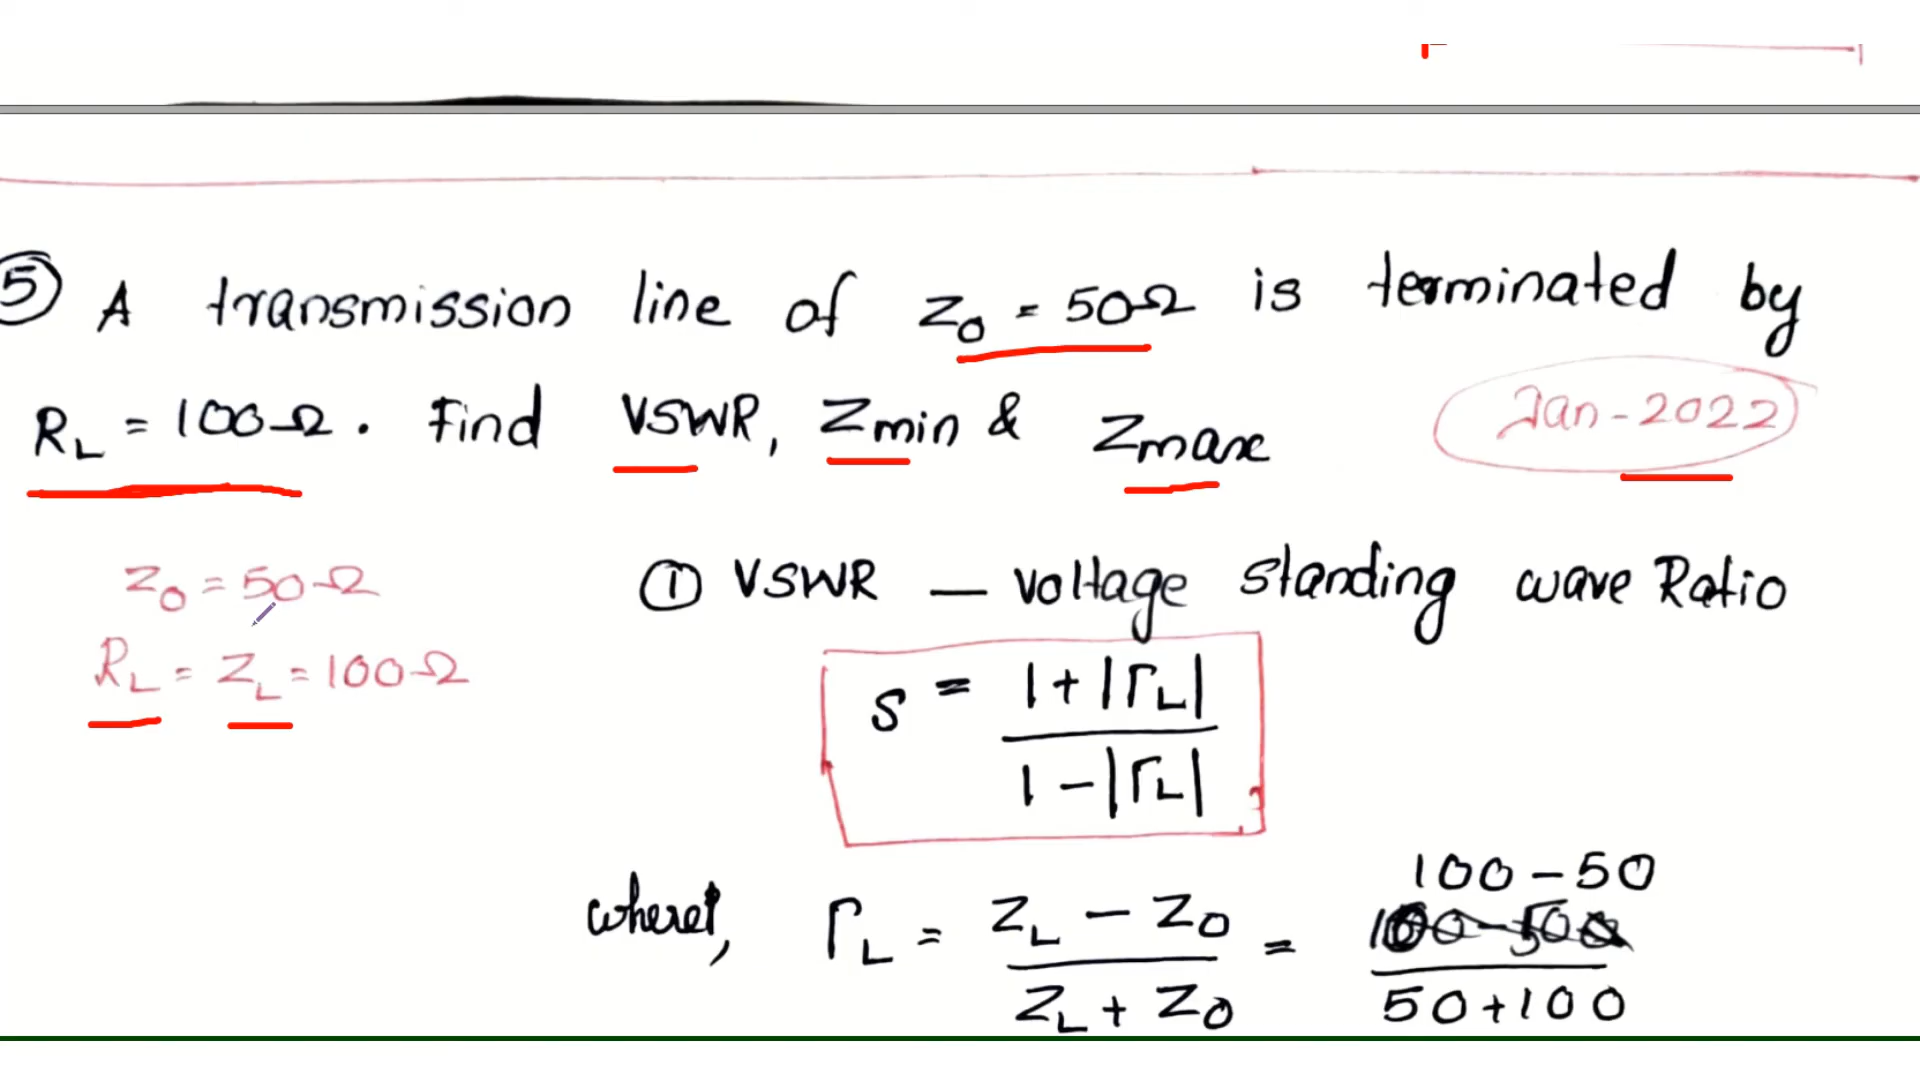 5 A transmission line of Z0 = 50Ω is terminated by
RL = 100Ω. Find VSWR, Zmin & Zmax
Jan-2022
Z0 = 50Ω
RL = ZL = 100Ω
1 VSWR — Voltage standing wave Ratio
S = 1+|ΓL|
1-|ΓL|
where, ΓL = ZL - Z0 = 100-50
ZL + Z0 50+100